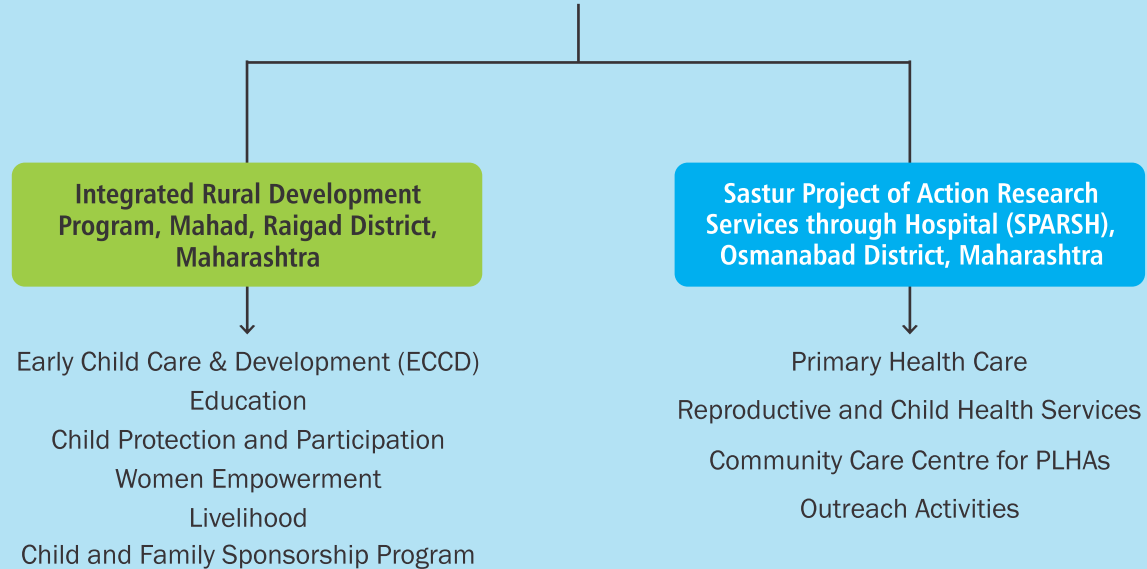 Integrated Rural Development
Program, Mahad, Raigad District,
Maharashtra
Early Child Care & Development (ECCD)
Education
Child Protection and Participation
Women Empowerment
Livelihood
Child and Family Sponsorship Program
Sastur Project of Action Research
Services through Hospital (SPARSH),
Osmanabad District, Maharashtra
Primary Health Care
Reproductive and Child Health Services
Community Care Centre for PLHAs
Outreach Activities